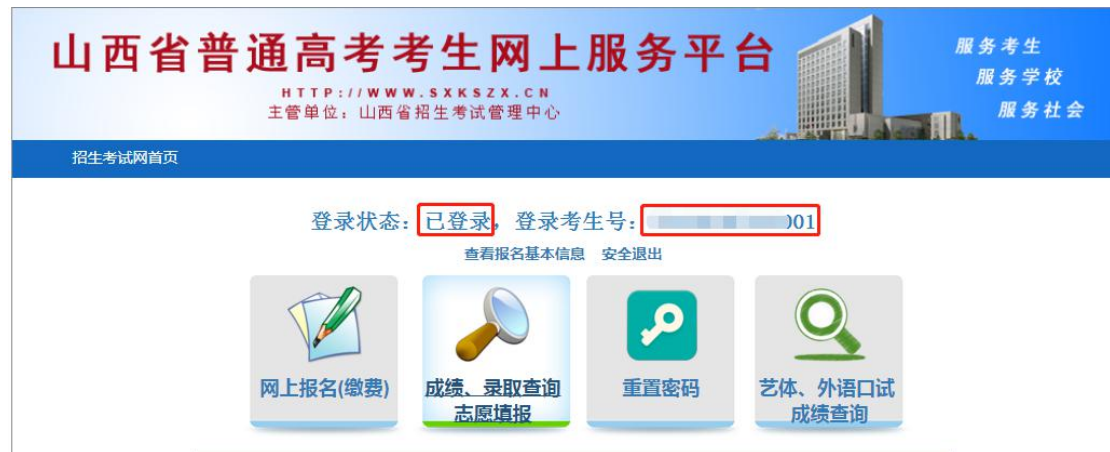 山西省普通高考考生网上服务平台
HTTP://WWW.SXKSZX.CN
主管单位：山西省招生考试管理中心
服务考生
服务学校
服务社会
招生考试网首页
登录状态：已登录，登录考生号：001
查看报名基本信息 安全退出
网上报名(缴费)
成绩、录取查询
志愿填报
重置密码
艺体、外语口试
成绩查询